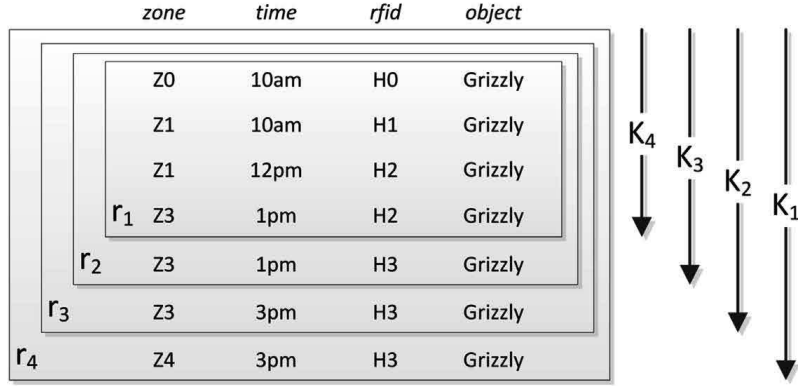 zone time rfid object
Z0 10am H0 Grizzly
Z1 10am H1 Grizzly
Z1 12pm H2 Grizzly
r₁ Z3 1pm H2 Grizzly
r₂ Z3 1pm H3 Grizzly
r₃ Z3 3pm H3 Grizzly
r₄ Z4 3pm H3 Grizzly
K₄
K₃
K₂
K₁